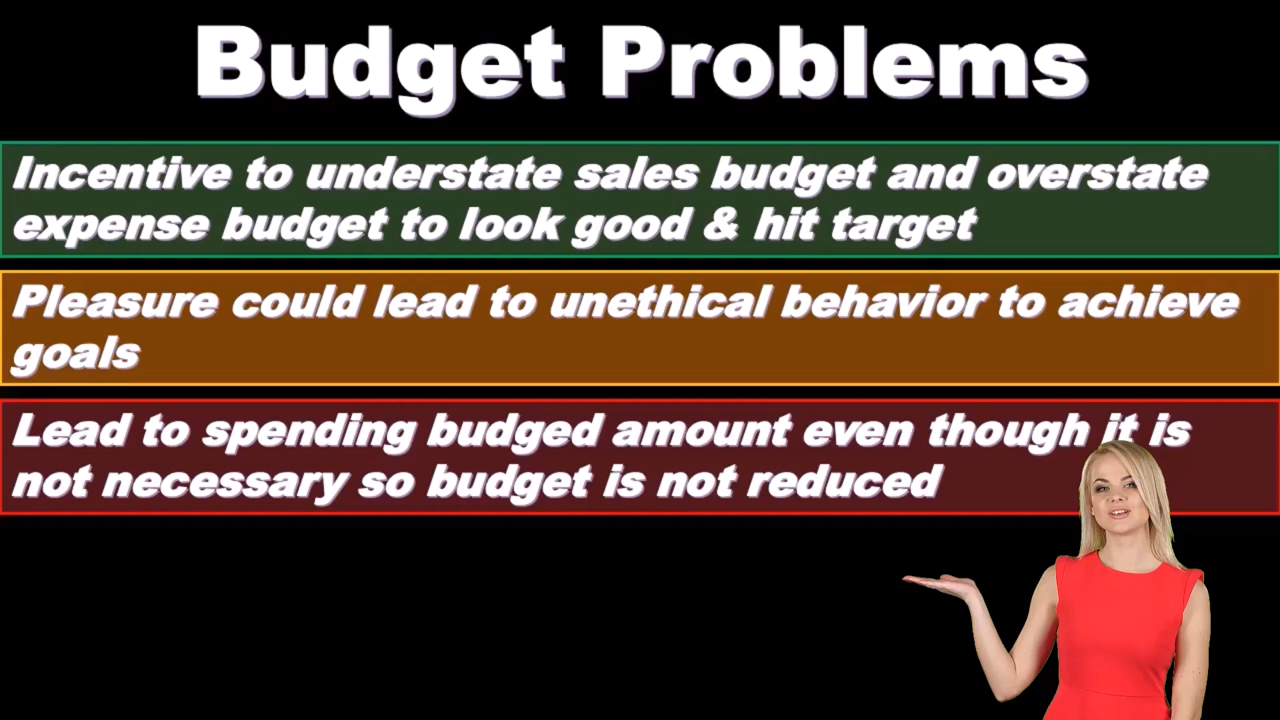 Budget Problems
Incentive to understate sales budget and overstate
expense budget to look good & hit target
Pleasure could lead to unethical behavior to achieve
goals
Lead to spending budged amount even though it is
not necessary so budget is not reduced